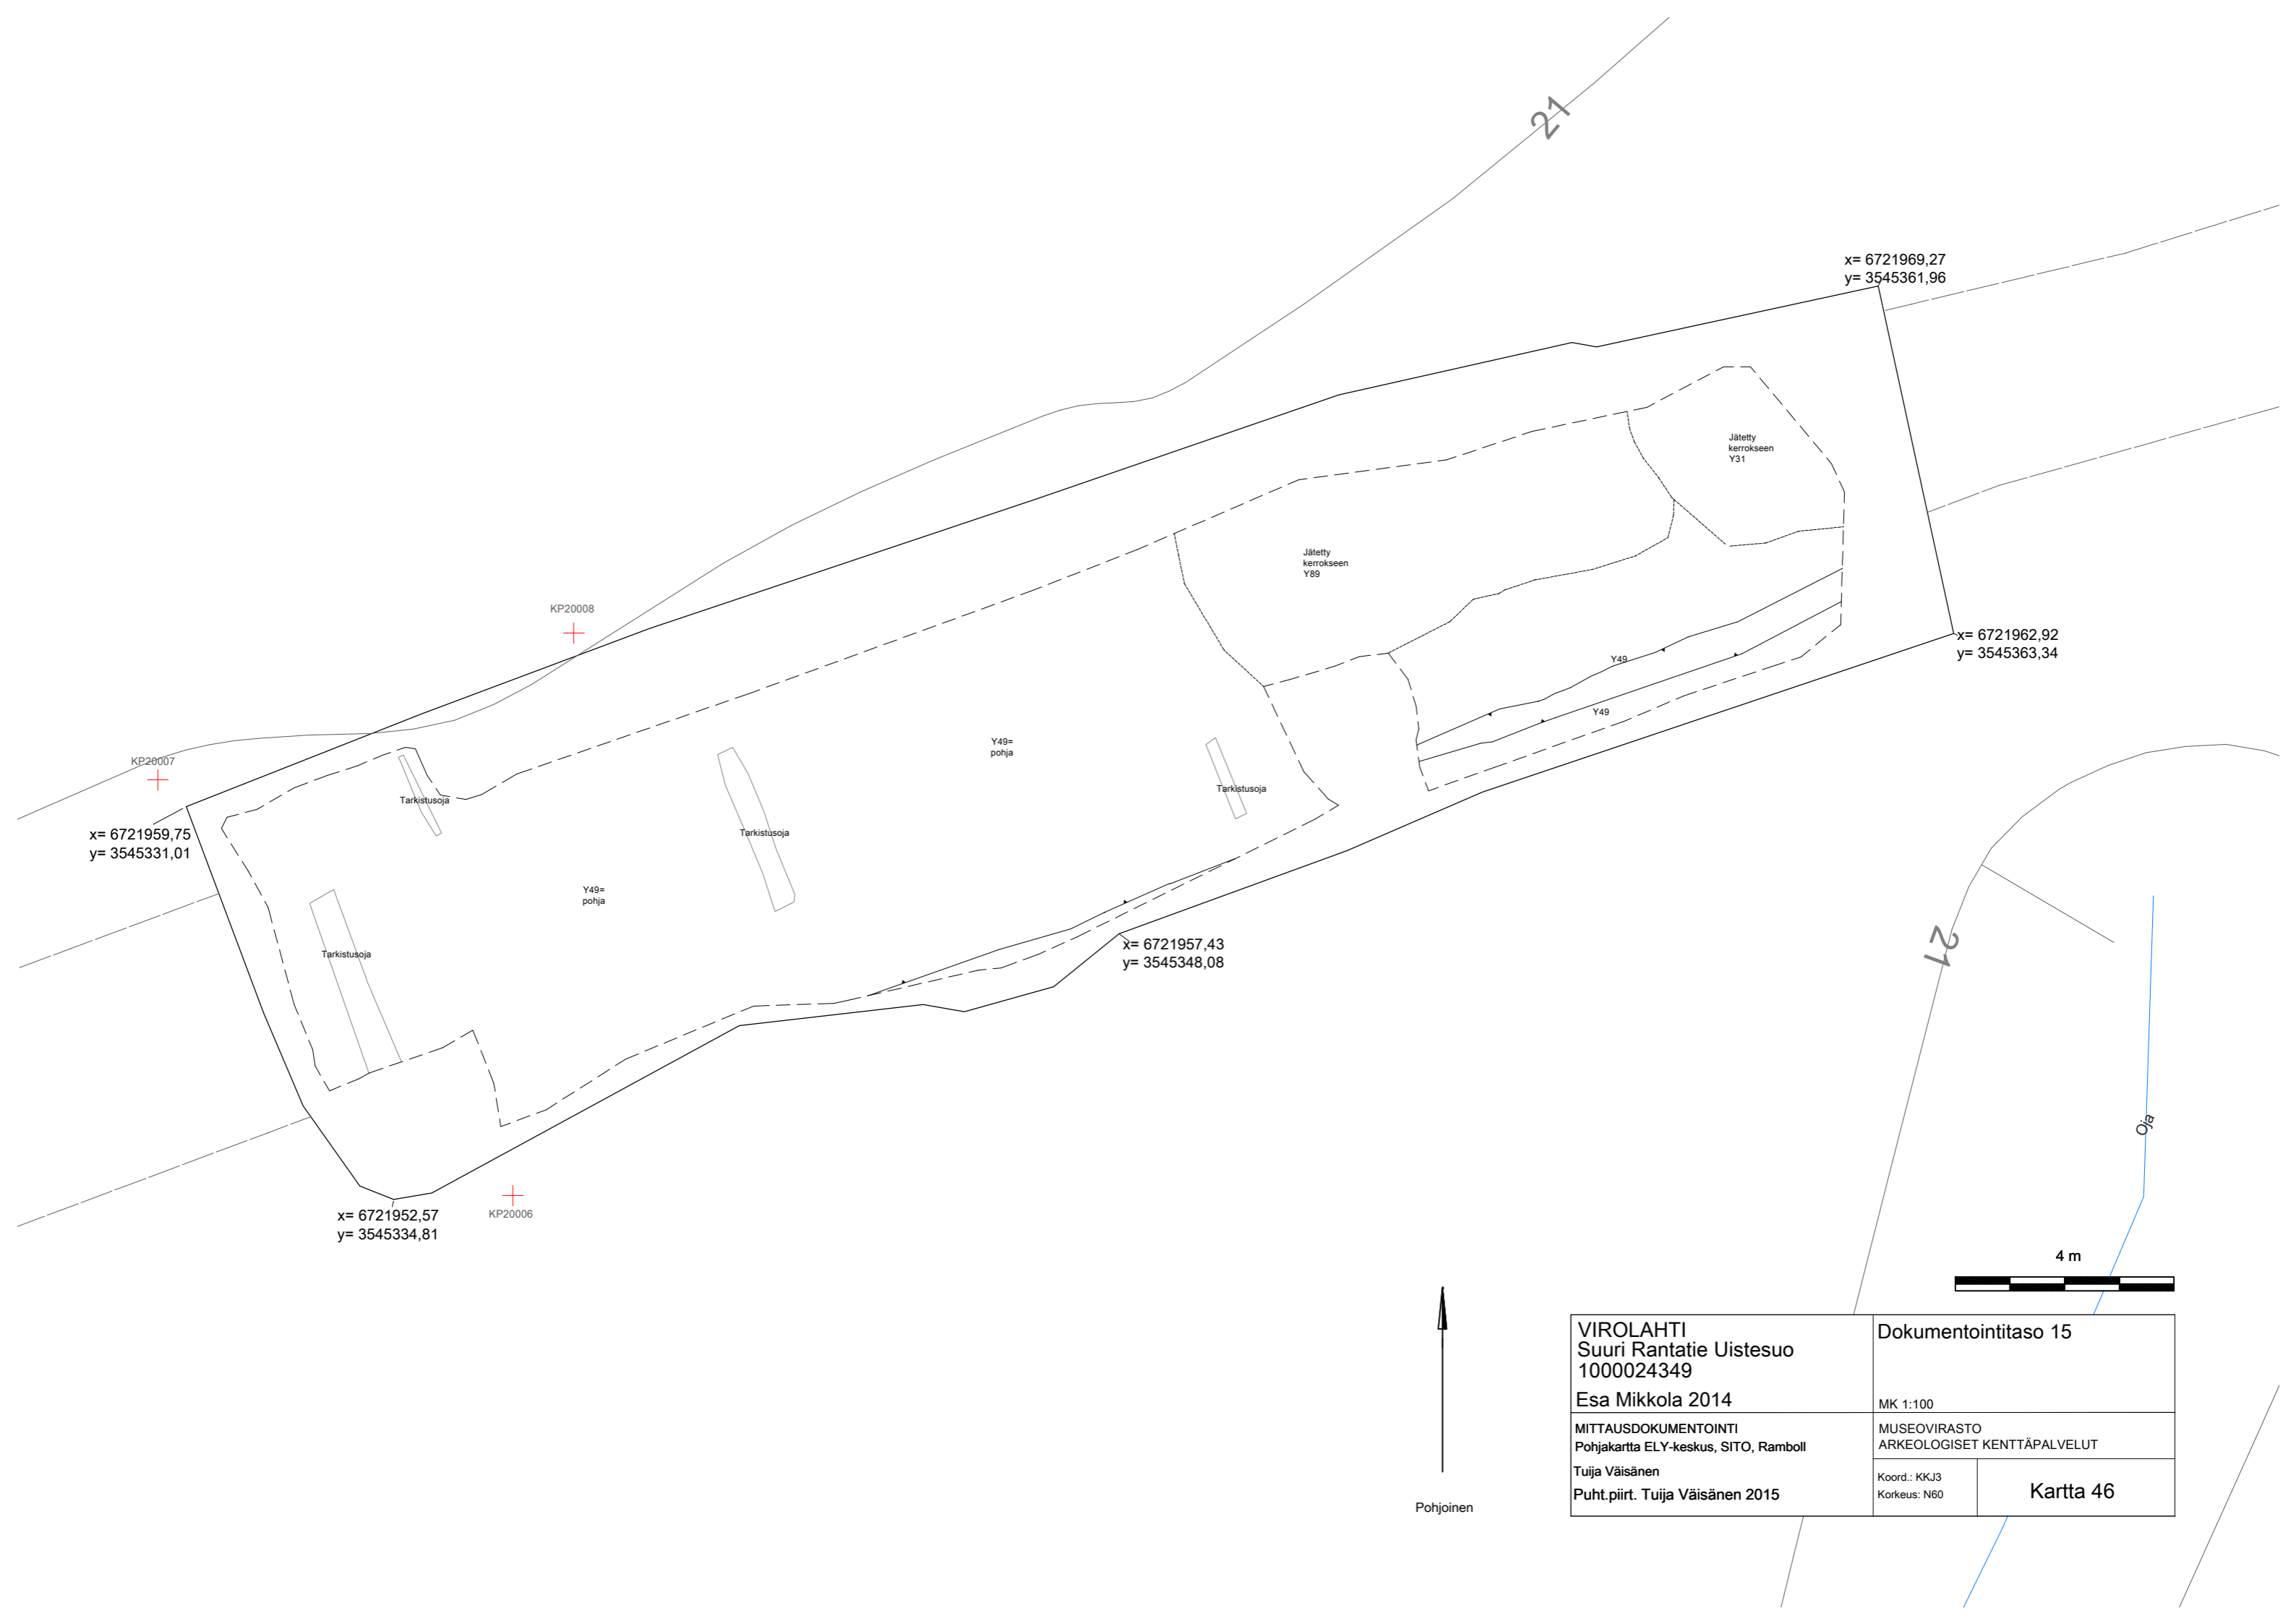 21
x= 6721969,27
y= 3545361,96
Jätetty
kerrokseen
Y31
Jätetty
kerrokseen
Y89
KP20008
x= 6721962,92
y= 3545363,34
Y49
Y49
Y49=
pohja
KP20007
Tarkistusoja
Tarkistusoja
Tarkistusoja
x= 6721959,75
y= 3545331,01
Y49=
pohja
Tarkistusoja
x= 6721957,43
y= 3545348,08
21
Oja
x= 6721952,57
y= 3545334,81
KP20006
4 m
Pohjoinen
VIROLAHTI
Suuri Rantatie Uistesuo
1000024349
Esa Mikkola 2014
Dokumentointitaso 15
MK 1:100
MITTAUSDOKUMENTOINTI
Pohjakartta ELY-keskus, SITO, Ramboll
Tuija Väisänen
Puht.piirt. Tuija Väisänen 2015
MUSEOVIRASTO
ARKEOLOGISET KENTTÄPALVELUT
Koord.: KKJ3
Korkeus: N60
Kartta 46